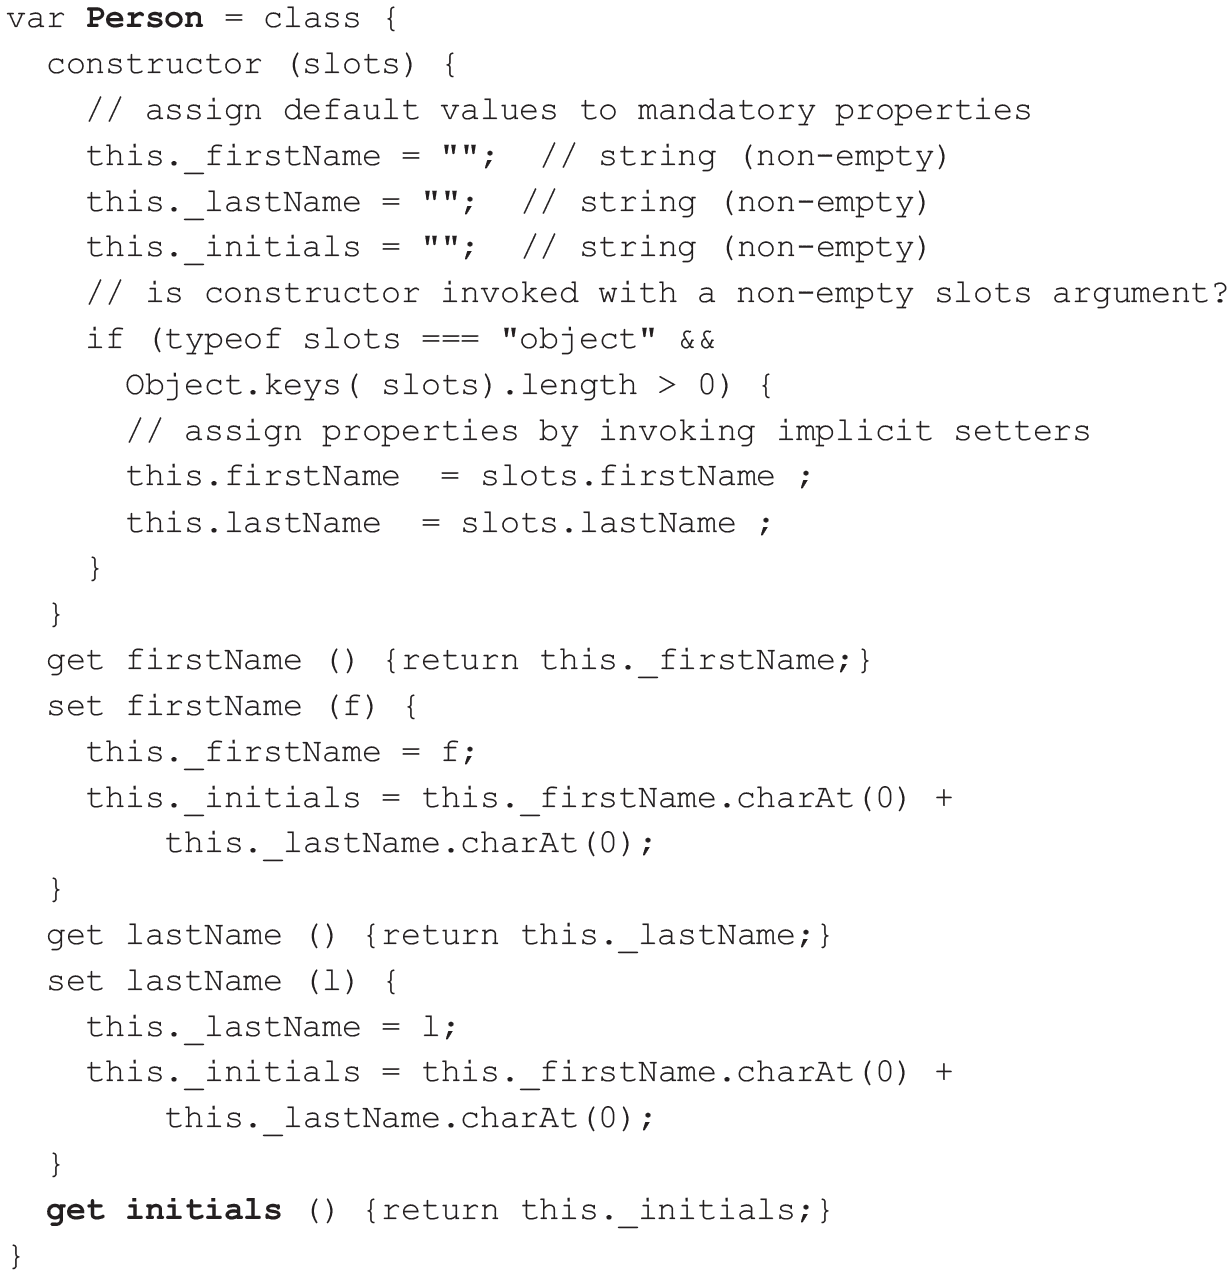 var Person = class {
  constructor (slots) {
    // assign default values to mandatory properties
    this._firstName = "";  // string (non-empty)
    this._lastName = "";  // string (non-empty)
    this._initials = "";  // string (non-empty)
    // is constructor invoked with a non-empty slots argument?
    if (typeof slots === "object" &&
      Object.keys( slots).length > 0) {
      // assign properties by invoking implicit setters
      this.firstName  = slots.firstName ;
      this.lastName  = slots.lastName ;
    }
  }
  get firstName () {return this._firstName;}
  set firstName (f) {
    this._firstName = f;
    this._initials = this._firstName.charAt(0) +
        this._lastName.charAt(0);
  }
  get lastName () {return this._lastName;}
  set lastName (l) {
    this._lastName = l;
    this._initials = this._firstName.charAt(0) +
        this._lastName.charAt(0);
  }
  get initials () {return this._initials;}
}